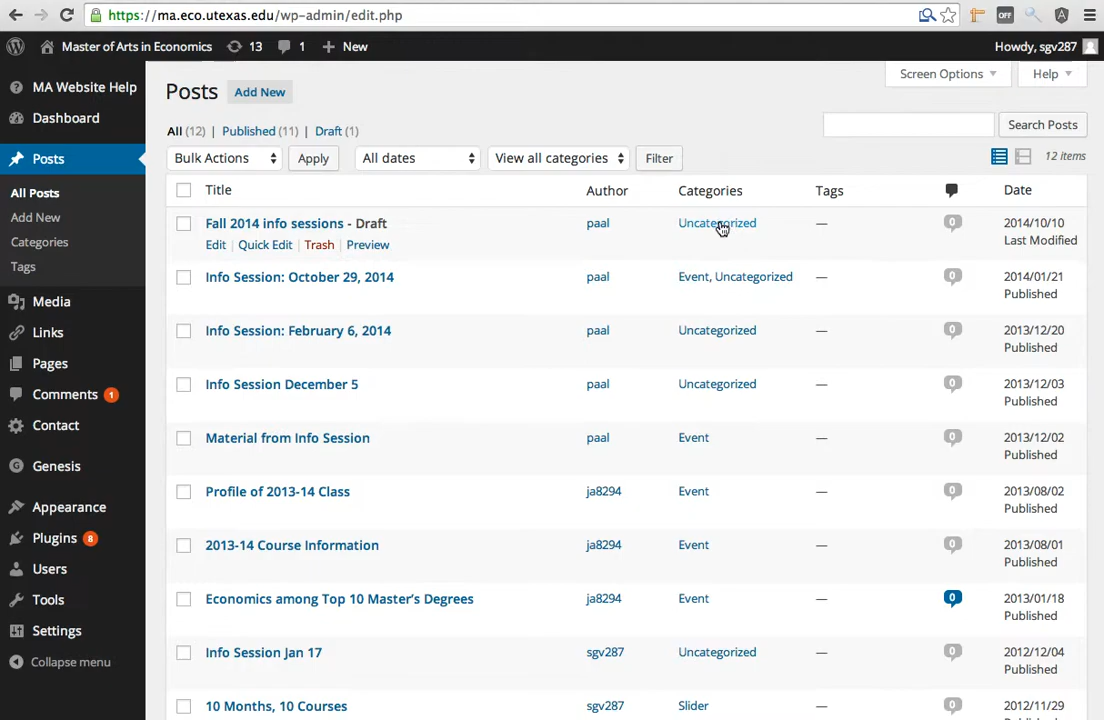 https://ma.eco.utexas.edu/wp-admin/edit.php
OFF
Master of Arts in Economics 13 1 + New Howdy, sgv287
MA Website Help
Dashboard
Posts
All Posts
Add New
Categories
Tags
Media
Links
Pages
Comments 1
Contact
Genesis
Appearance
Plugins 8
Users
Tools
Settings
Collapse menu
Screen Options Help
Posts Add New
All (12) | Published (11) | Draft (1)
Search Posts
Bulk Actions Apply All dates View all categories Filter 12 items
Title Author Categories Tags Date
Fall 2014 info sessions - Draft paal Uncategorized — 0 2014/10/10
Edit | Quick Edit | Trash | Preview Last Modified
Info Session: October 29, 2014 paal Event, Uncategorized — 0 2014/01/21
Published
Info Session: February 6, 2014 paal Uncategorized — 0 2013/12/20
Published
Info Session December 5 paal Uncategorized — 0 2013/12/03
Published
Material from Info Session paal Event — 0 2013/12/02
Published
Profile of 2013-14 Class ja8294 Event — 0 2013/08/02
Published
2013-14 Course Information ja8294 Event — 0 2013/08/01
Published
Economics among Top 10 Master’s Degrees ja8294 Event — 0 2013/01/18
Published
Info Session Jan 17 sgv287 Uncategorized — 0 2012/12/04
Published
10 Months, 10 Courses sgv287 Slider — 0 2012/11/29